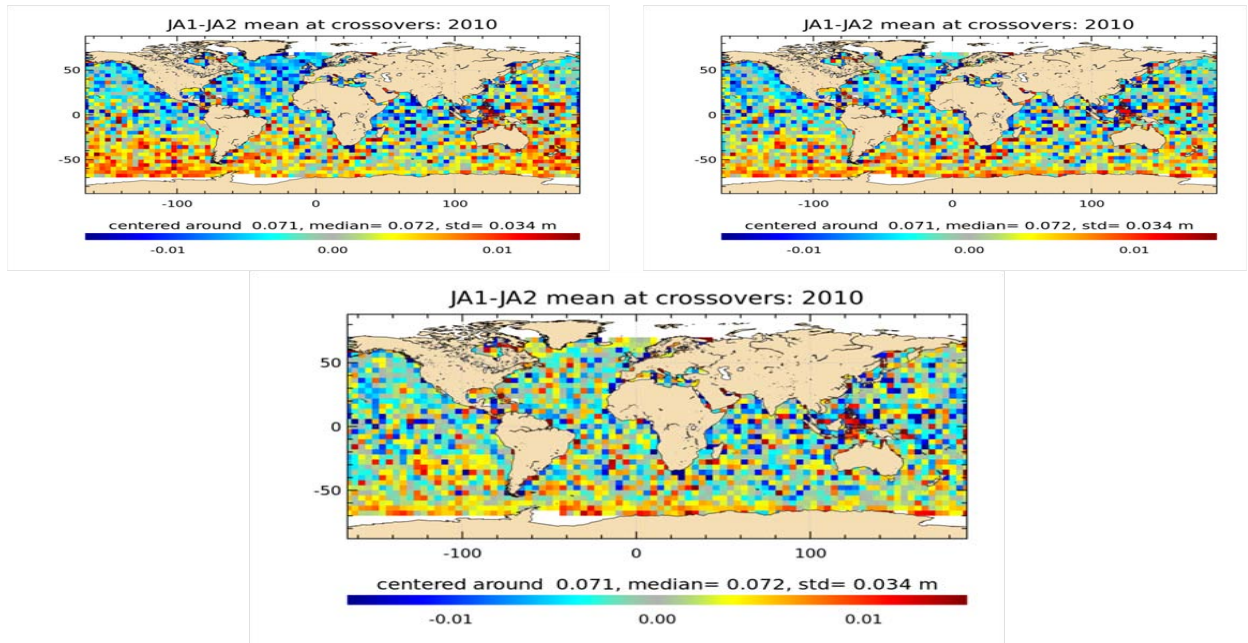 JA1-JA2 mean at crossovers: 2010
50
0
-50
-100 0 100
centered around 0.071, median= 0.072, std= 0.034 m
-0.01 0.00 0.01
JA1-JA2 mean at crossovers: 2010
50
0
-50
-100 0 100
centered around 0.071, median= 0.072, std= 0.034 m
-0.01 0.00 0.01
JA1-JA2 mean at crossovers: 2010
50
0
-50
-100 0 100
centered around 0.071, median= 0.072, std= 0.034 m
-0.01 0.00 0.01